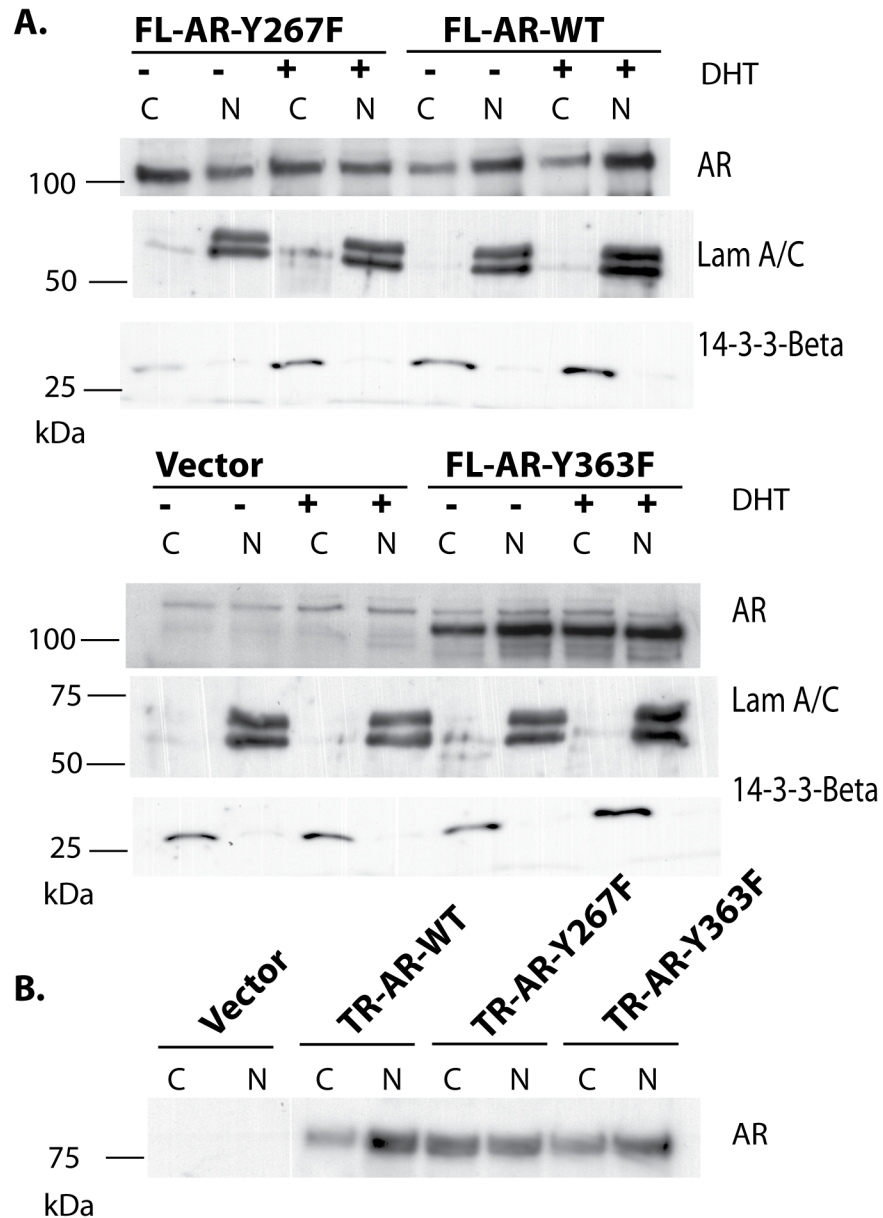 A.
FL-AR-Y267F FL-AR-WT
- - + + - - + + DHT
C N C N C N C N
AR
100
Lam A/C
50
14-3-3-Beta
25
kDa
Vector FL-AR-Y363F
- - + + - - + + DHT
C N C N C N C N
AR
100
75
Lam A/C
50
14-3-3-Beta
25
kDa
B.
Vector TR-AR-WT TR-AR-Y267F TR-AR-Y363F
C N C N C N C N
AR
75
kDa